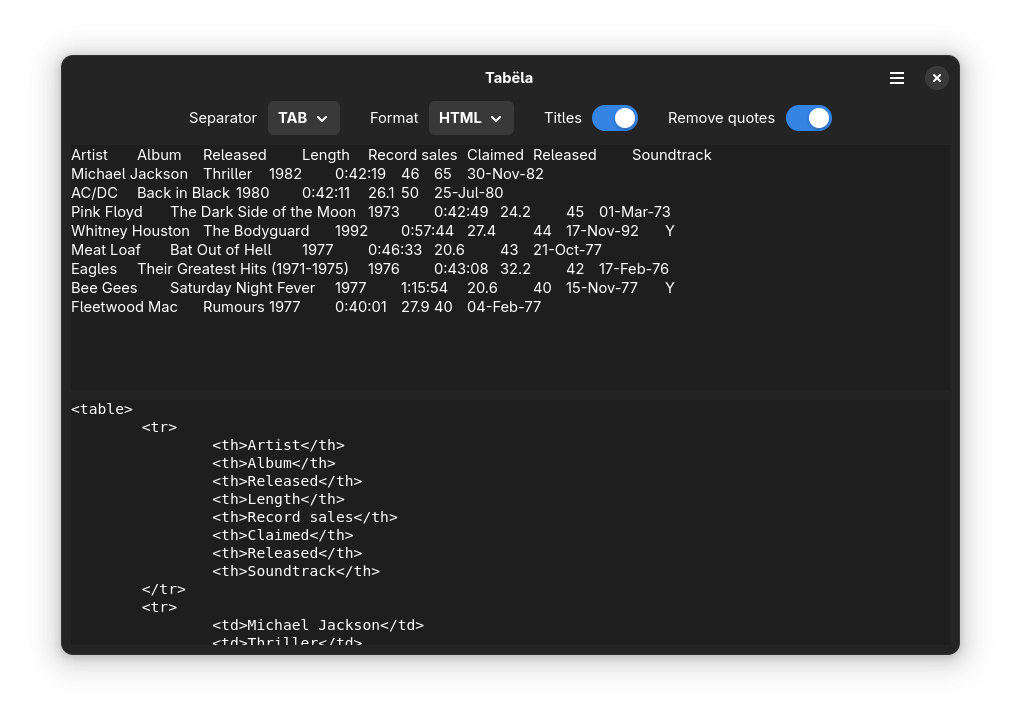 Tabëla
Separator TAB Format HTML Titles Remove quotes
Artist Album Released Length Record sales Claimed Released Soundtrack
Michael Jackson Thriller 1982 0:42:19 46 65 30-Nov-82
AC/DC Back in Black 1980 0:42:11 26.1 50 25-Jul-80
Pink Floyd The Dark Side of the Moon 1973 0:42:49 24.2 45 01-Mar-73
Whitney Houston The Bodyguard 1992 0:57:44 27.4 44 17-Nov-92 Y
Meat Loaf Bat Out of Hell 1977 0:46:33 20.6 43 21-Oct-77
Eagles Their Greatest Hits (1971-1975) 1976 0:43:08 32.2 42 17-Feb-76
Bee Gees Saturday Night Fever 1977 1:15:54 20.6 40 15-Nov-77 Y
Fleetwood Mac Rumours 1977 0:40:01 27.9 40 04-Feb-77
<table>
<tr>
<th>Artist</th>
<th>Album</th>
<th>Released</th>
<th>Length</th>
<th>Record sales</th>
<th>Claimed</th>
<th>Released</th>
<th>Soundtrack</th>
</tr>
<tr>
<td>Michael Jackson</td>
<td>Thriller</td>